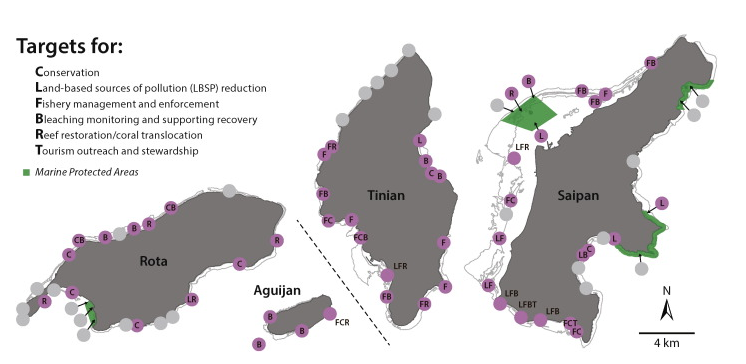 Targets for:
Conservation
Land-based sources of pollution (LBSP) reduction
Fishery management and enforcement
Bleaching monitoring and supporting recovery
Reef restoration/coral translocation
Tourism outreach and stewardship
Marine Protected Areas
Rota
CB
R
B
B
CB
C
R
C
LR
C
C
R
Aguijan
B
B
B
FCR
Tinian
FR
F
FB
FC
F
FCB
LFR
FB
FR
F
F
L
B
C
B
Saipan
B
R
L
FB
FB
F
FB
LFR
FC
LF
LF
LFB
LFBT
LFB
FCT
FC
LB
C
L
L
N
4 km